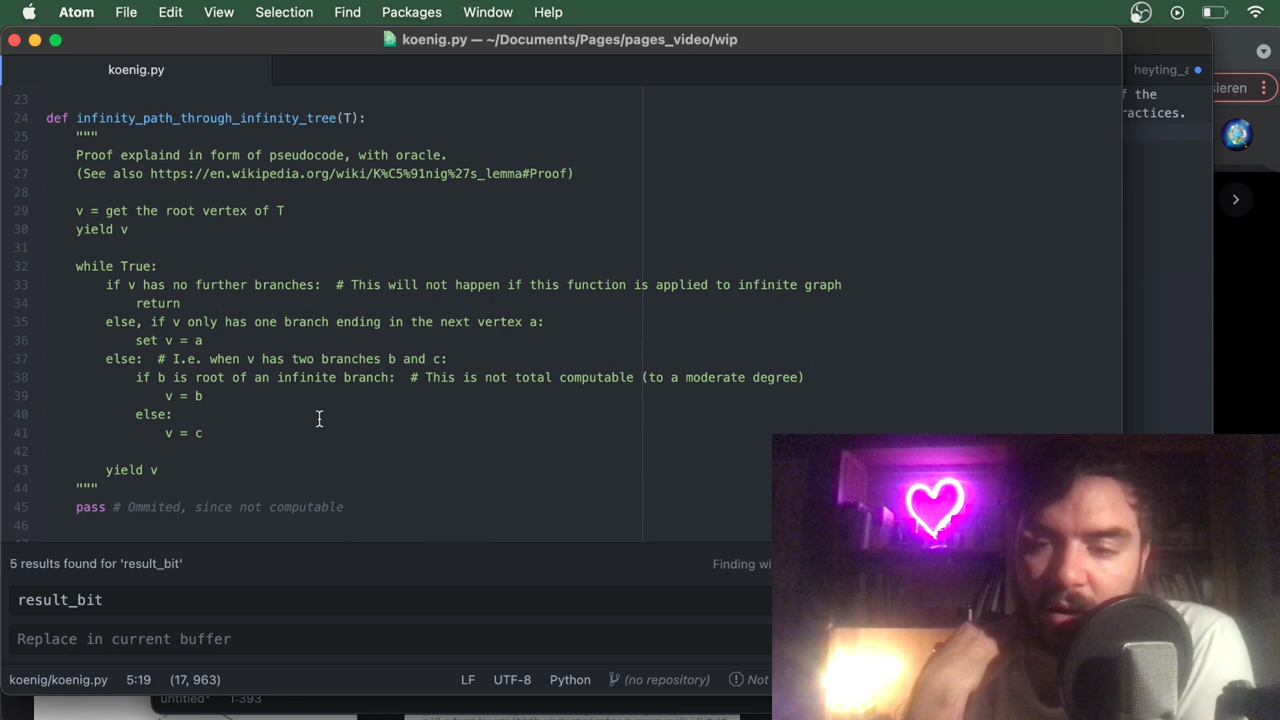 Atom File Edit View Selection Find Packages Window Help
koenig.py — ~/Documents/Pages/pages_video/wip
koenig.py
heyting_a
ieren
f the
ractices.
23
24 def infinity_path_through_infinity_tree(T):
25 """
26 Proof explaind in form of pseudocode, with oracle.
27 (See also https://en.wikipedia.org/wiki/K%C5%91nig%27s_lemma#Proof)
28
29 v = get the root vertex of T
30 yield v
31
32 while True:
33 if v has no further branches:  # This will not happen if this function is applied to infinite graph
34 return
35 else, if v only has one branch ending in the next vertex a:
36 set v = a
37 else:  # I.e. when v has two branches b and c:
38 if b is root of an infinite branch:  # This is not total computable (to a moderate degree)
39 v = b
40 else:
41 v = c
42
43 yield v
44 """
45 pass # Ommited, since not computable
46
5 results found for 'result_bit'
Finding wi
result_bit
Replace in current buffer
koenig/koenig.py 5:19 (17, 963) LF UTF-8 Python (no repository) Not
untitled 1:393